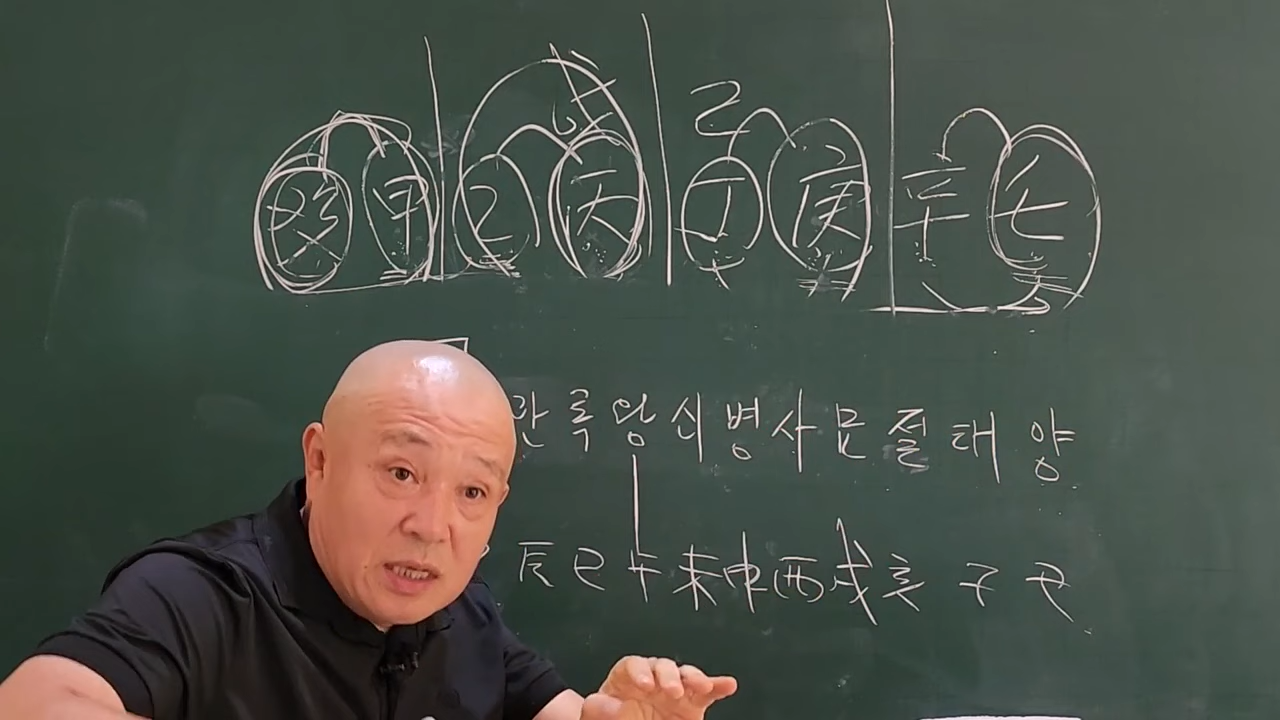 癸 甲 乙 丙 丁 庚 辛 壬
관 록 왕 쇠 병 사 묘 절 태 양
辰 巳 午 未 申 酉 戌 亥 子 丑